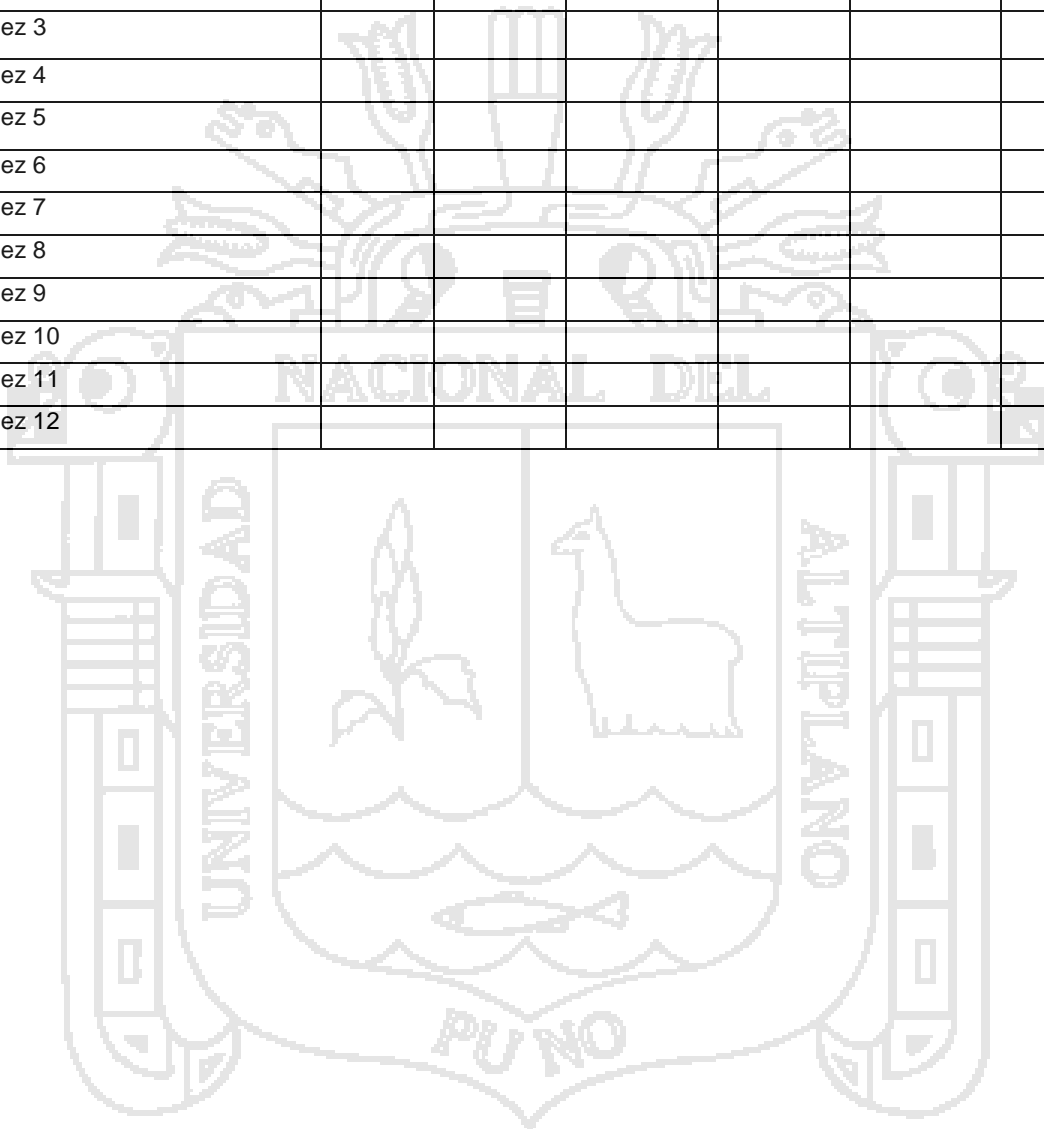 ez 3
ez 4
ez 5
ez 6
ez 7
ez 8
ez 9
ez 10
ez 11
ez 12
NACIONAL DEL
UNIVERSIDAD
ALTIPLANO
PUNO